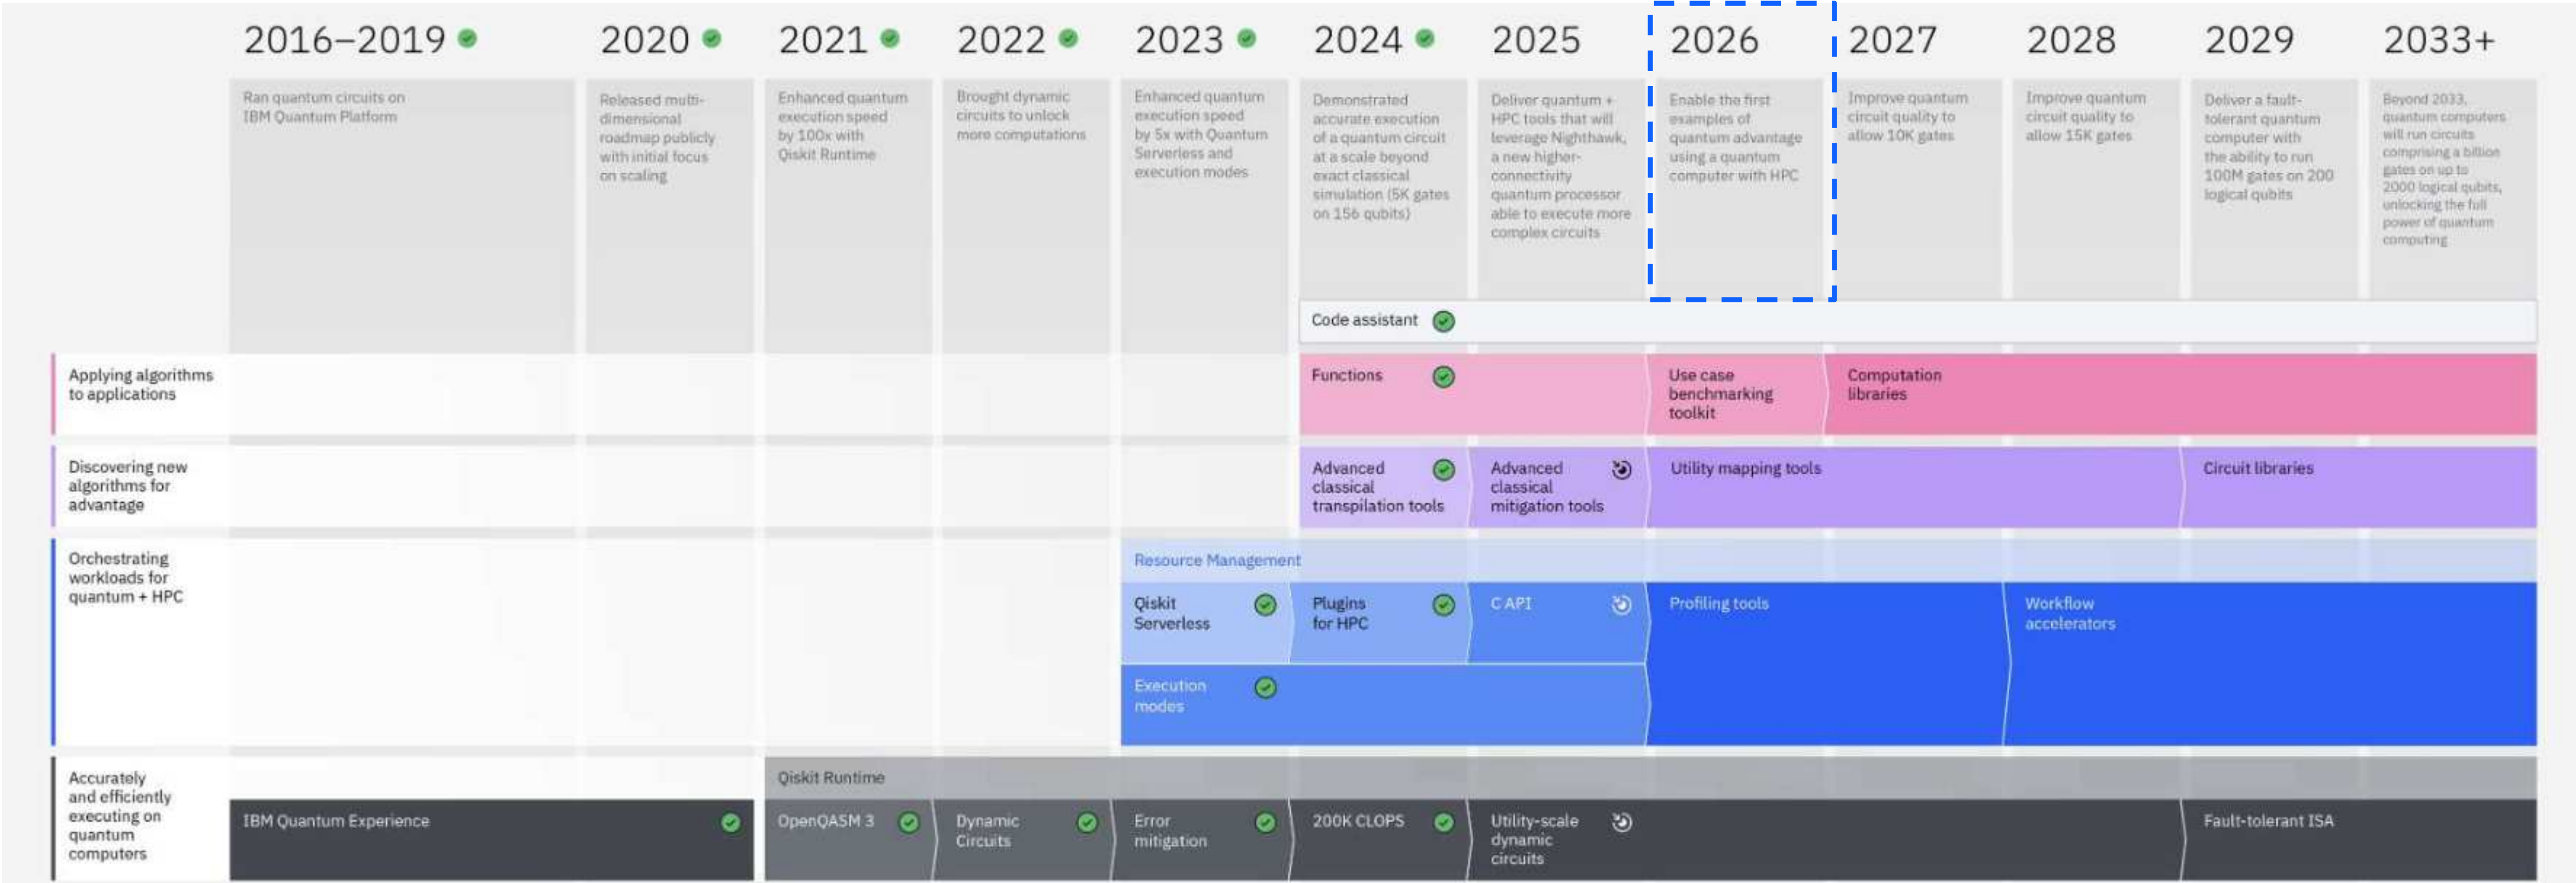 2016–2019
2020
2021
2022
2023
2024
2025
2026
2027
2028
2029
2033+
Ran quantum circuits on
IBM Quantum Platform
Released multi-
dimensional
roadmap publicly
with initial focus
on scaling
Enhanced quantum
execution speed
by 100x with
Qiskit Runtime
Brought dynamic
circuits to unlock
more computations
Enhanced quantum
execution speed
by 5x with Quantum
Serverless and
execution modes
Demonstrated
accurate execution
of a quantum circuit
at a scale beyond
exact classical
simulation (5K gates
on 156 qubits)
Deliver quantum +
HPC tools that will
leverage Nighthawk,
a new higher-
connectivity
quantum processor
able to execute more
complex circuits
Enable the first
examples of
quantum advantage
using a quantum
computer with HPC
Improve quantum
circuit quality to
allow 10K gates
Improve quantum
circuit quality to
allow 15K gates
Deliver a fault-
tolerant quantum
computer with
the ability to run
100M gates on 200
logical qubits
Beyond 2033,
quantum computers
will run circuits
comprising a billion
gates on up to
2000 logical qubits,
unlocking the full
power of quantum
computing
Code assistant
Applying algorithms
to applications
Functions
Use case
benchmarking
toolkit
Computation
libraries
Discovering new
algorithms for
advantage
Advanced
classical
transpilation tools
Advanced
classical
mitigation tools
Utility mapping tools
Circuit libraries
Orchestrating
workloads for
quantum + HPC
Resource Management
Qiskit
Serverless
Plugins
for HPC
C API
Profiling tools
Workflow
accelerators
Execution
modes
Accurately
and efficiently
executing on
quantum
computers
Qiskit Runtime
IBM Quantum Experience
OpenQASM 3
Dynamic
Circuits
Error
mitigation
200K CLOPS
Utility-scale
dynamic
circuits
Fault-tolerant ISA